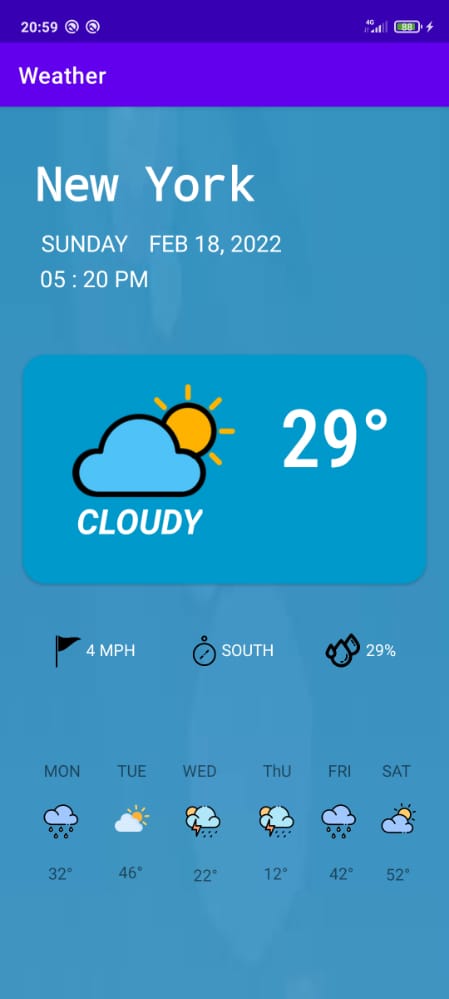 20:59 4G 88
Weather
New York
SUNDAY FEB 18, 2022
05 : 20 PM
29°
CLOUDY
4 MPH SOUTH 29%
MON TUE WED ThU FRI SAT
32° 46° 22° 12° 42° 52°